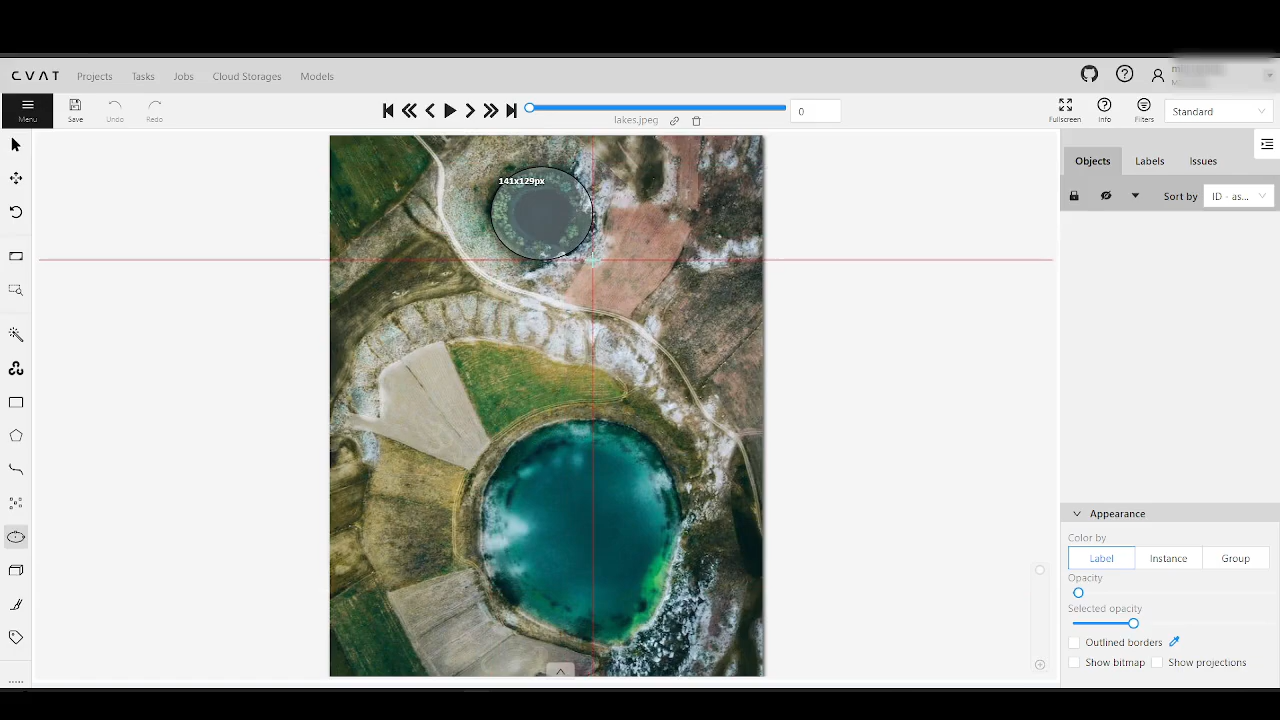 CVAT Projects Tasks Jobs Cloud Storages Models
Menu Save Undo Redo 0 Fullscreen Info Filters Standard
lakes.jpeg
Objects Labels Issues
Sort by ID - as...
141x129px
Appearance
Color by
Label Instance Group
Opacity
Selected opacity
Outlined borders
Show bitmap Show projections